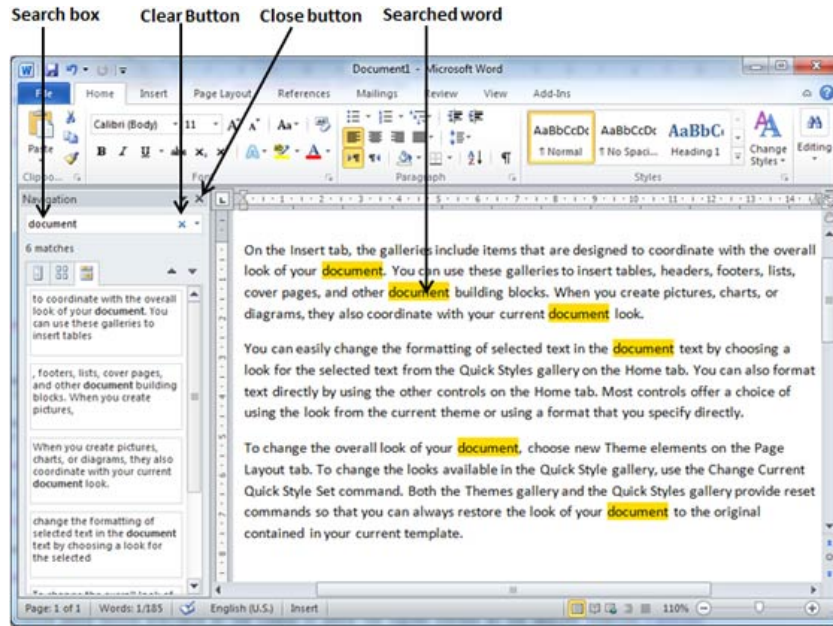 Search box Clear Button Close button Searched word
Document1 - Microsoft Word
File Home Insert Page Layout References Mailings Review View Add-Ins
Calibri (Body) 11
Paste
B I U abc
AaBbCcDc AaBbCcDc AaBbC
¶ Normal ¶ No Spaci... Heading 1
Change Styles
Editing
Clippo... Font Paragraph Styles
Navigation
document
6 matches
to coordinate with the overall
look of your document. You
can use these galleries to
insert tables
, footers, lists, cover pages,
and other document building
blocks. When you create
pictures,
When you create pictures,
charts, or diagrams, they also
coordinate with your current
document look.
change the formatting of
selected text in the document
text by choosing a look for
the selected
To change the overall look of
On the Insert tab, the galleries include items that are designed to coordinate with the overall
look of your document. You can use these galleries to insert tables, headers, footers, lists,
cover pages, and other document building blocks. When you create pictures, charts, or
diagrams, they also coordinate with your current document look.
You can easily change the formatting of selected text in the document text by choosing a
look for the selected text from the Quick Styles gallery on the Home tab. You can also format
text directly by using the other controls on the Home tab. Most controls offer a choice of
using the look from the current theme or using a format that you specify directly.
To change the overall look of your document, choose new Theme elements on the Page
Layout tab. To change the looks available in the Quick Style gallery, use the Change Current
Quick Style Set command. Both the Themes gallery and the Quick Styles gallery provide reset
commands so that you can always restore the look of your document to the original
contained in your current template.
Page: 1 of 1 Words: 1/185 English (U.S.) Insert 110%